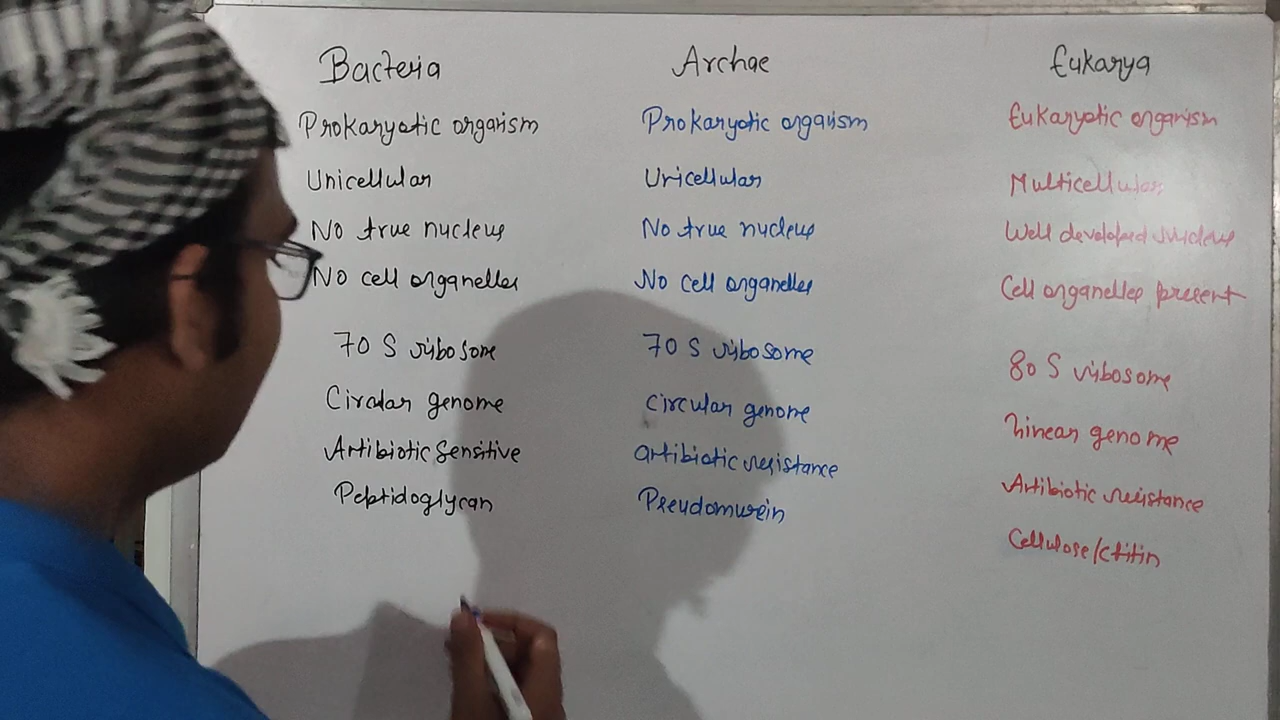 Bacteria
Prokaryotic organism
Unicellular
No true nucleus
No cell organelles
70 S ribosome
Circular genome
Antibiotic Sensitive
Peptidoglycan
Archae
Prokaryotic organism
Unicellular
No true nucleus
No cell organelles
70 S ribosome
Circular genome
antibiotic resistance
Pseudomurein
Eukarya
Eukaryotic organism
Multicellular
Well developed nucleus
Cell organelles present
80 S ribosome
Linear genome
Antibiotic resistance
Cellulose/Chitin